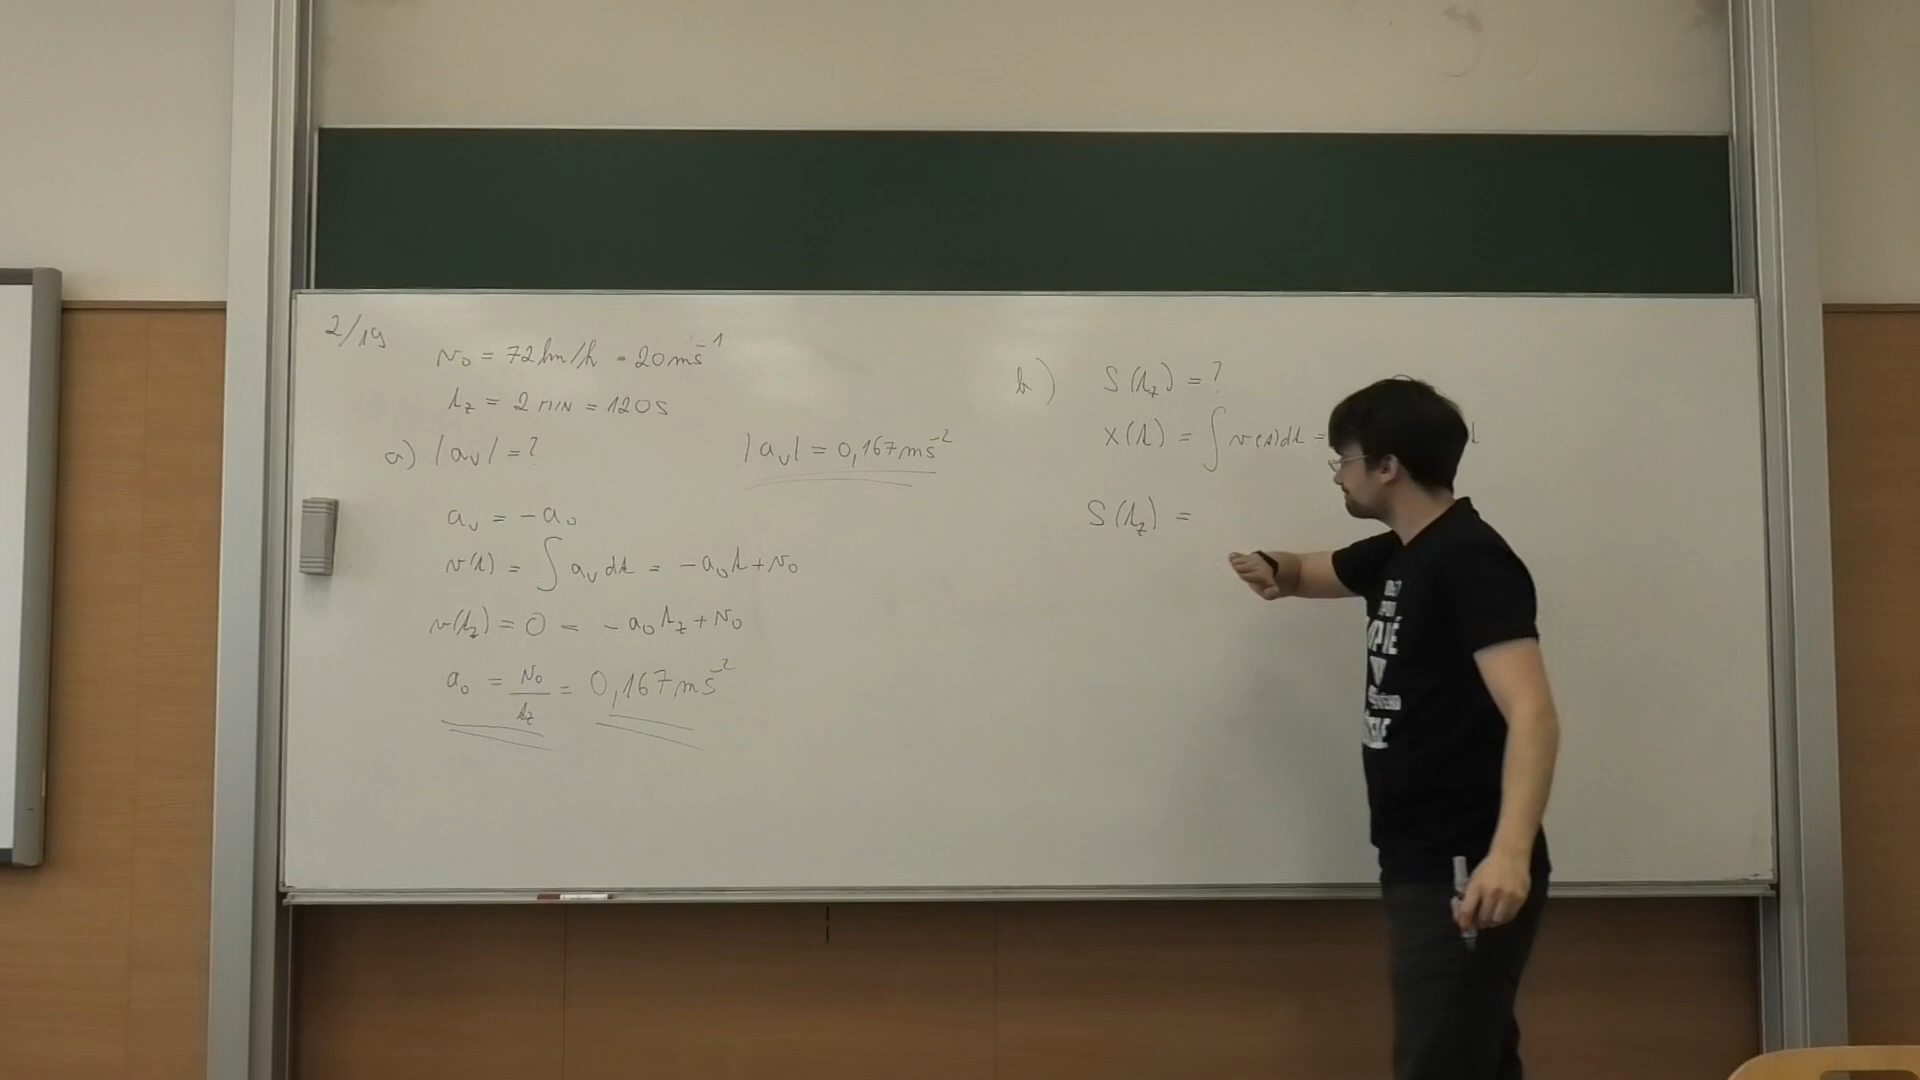 2/19
v₀ = 72 km/h = 20 ms⁻¹
t_z = 2 MIN = 120 s
a) |a_v| = ?
|a_v| = 0,167 ms⁻²
a_v = -a₀
v(t) = ∫ a_v dt = -a₀t + v₀
v(t_z) = 0 = -a₀t_z + v₀
a₀ = v₀/t_z = 0,167 ms⁻²
b) S(t_z) = ?
x(t) = ∫ v(t)dt =
S(t_z) =